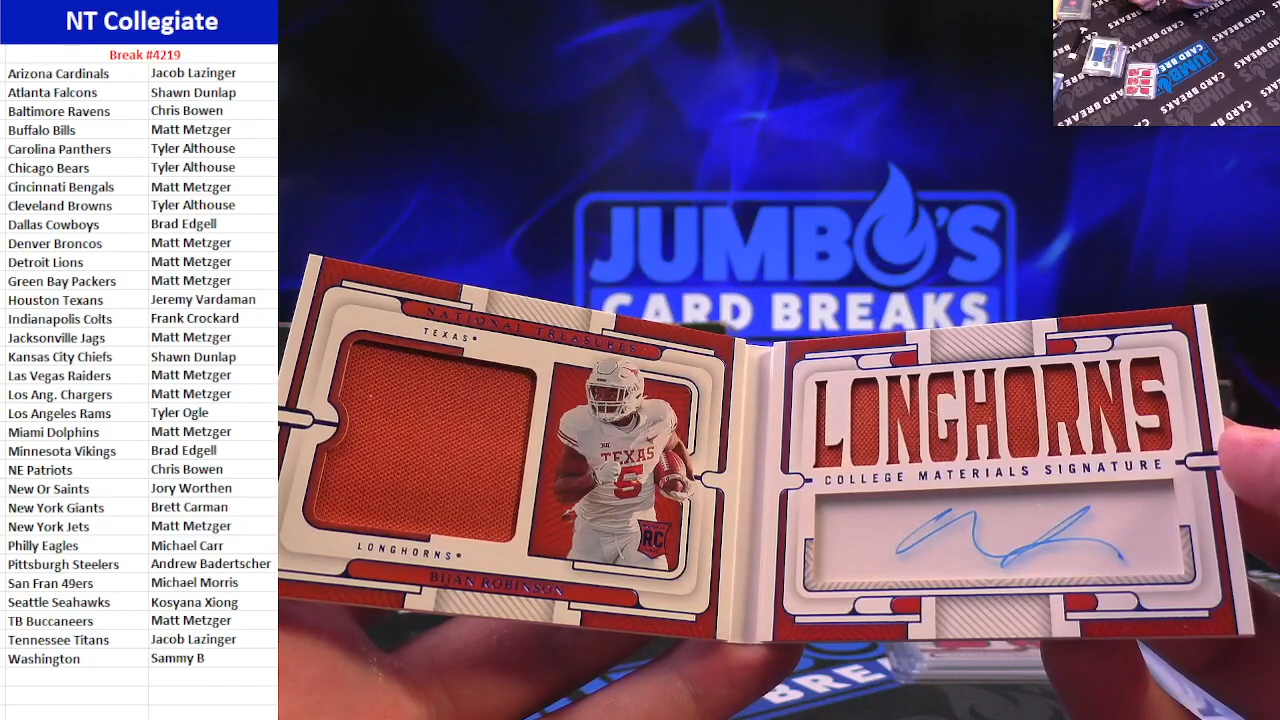 NT Collegiate
Break #4219
Arizona Cardinals Jacob Lazinger
Atlanta Falcons Shawn Dunlap
Baltimore Ravens Chris Bowen
Buffalo Bills Matt Metzger
Carolina Panthers Tyler Althouse
Chicago Bears Tyler Althouse
Cincinnati Bengals Matt Metzger
Cleveland Browns Tyler Althouse
Dallas Cowboys Brad Edgell
Denver Broncos Matt Metzger
Detroit Lions Matt Metzger
Green Bay Packers Matt Metzger
Houston Texans Jeremy Vardaman
Indianapolis Colts Frank Crockard
Jacksonville Jags Matt Metzger
Kansas City Chiefs Shawn Dunlap
Las Vegas Raiders Matt Metzger
Los Ang. Chargers Matt Metzger
Los Angeles Rams Tyler Ogle
Miami Dolphins Matt Metzger
Minnesota Vikings Brad Edgell
NE Patriots Chris Bowen
New Or Saints Jory Worthen
New York Giants Brett Carman
New York Jets Matt Metzger
Philly Eagles Michael Carr
Pittsburgh Steelers Andrew Badertscher
San Fran 49ers Michael Morris
Seattle Seahawks Kosyana Xiong
TB Buccaneers Matt Metzger
Tennessee Titans Jacob Lazinger
Washington Sammy B
JUMBO'S
CARD BREAKS
NATIONAL TREASURES
TEXAS
TEXAS
5
RC
LONGHORNS
BIJAN ROBINSON
LONGHORNS
COLLEGE MATERIALS SIGNATURE
JUMBO
CARD BREAKS
CARD BREAKS
BREA